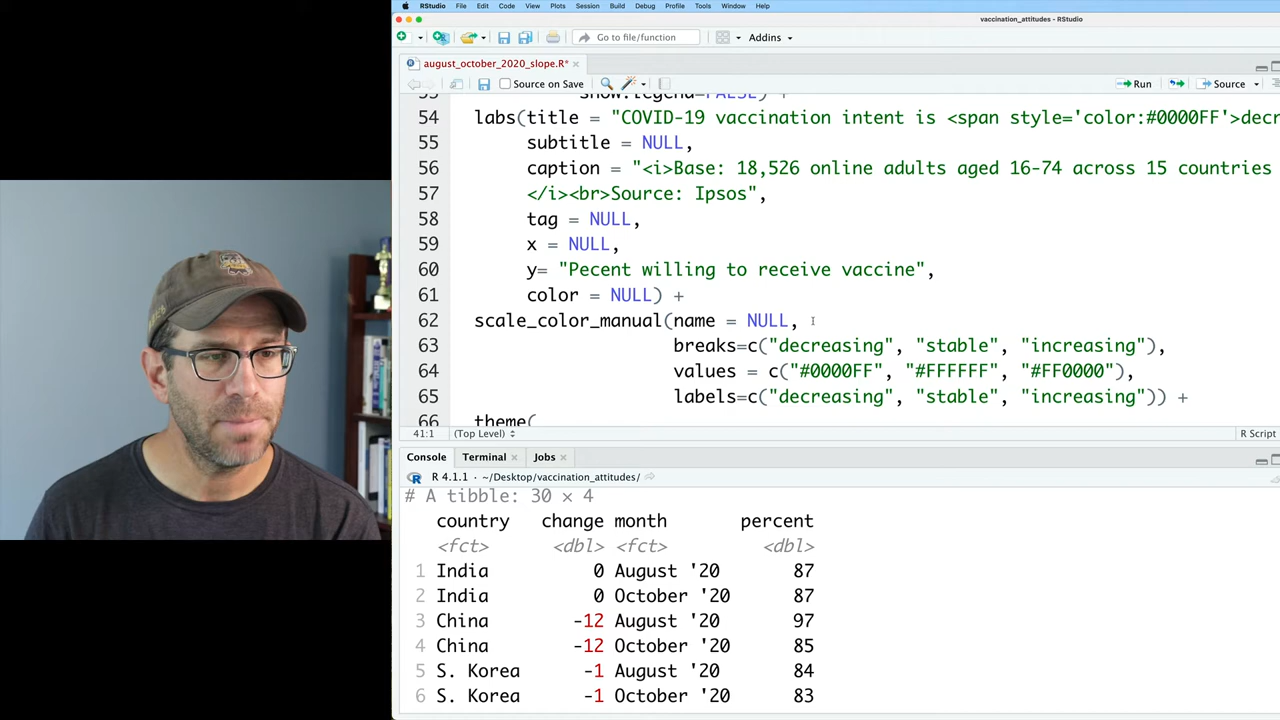 RStudio File Edit Code View Plots Session Build Debug Profile Tools Window Help
vaccination_attitudes - RStudio
Go to file/function Addins
august_october_2020_slope.R*
Source on Save Run Source
show.legend=FALSE) +
54 labs(title = "COVID-19 vaccination intent is <span style='color:#0000FF'>decr
55 subtitle = NULL,
56 caption = "<i>Base: 18,526 online adults aged 16-74 across 15 countries
57 </i><br>Source: Ipsos",
58 tag = NULL,
59 x = NULL,
60 y= "Pecent willing to receive vaccine",
61 color = NULL) +
62 scale_color_manual(name = NULL,
63 breaks=c("decreasing", "stable", "increasing"),
64 values = c("#0000FF", "#FFFFFF", "#FF0000"),
65 labels=c("decreasing", "stable", "increasing")) +
66 theme(
41:1 (Top Level) R Script
Console Terminal Jobs
R 4.1.1 · ~/Desktop/vaccination_attitudes/
# A tibble: 30 × 4
country change month percent
<fct> <dbl> <fct> <dbl>
1 India 0 August '20 87
2 India 0 October '20 87
3 China -12 August '20 97
4 China -12 October '20 85
5 S. Korea -1 August '20 84
6 S. Korea -1 October '20 83